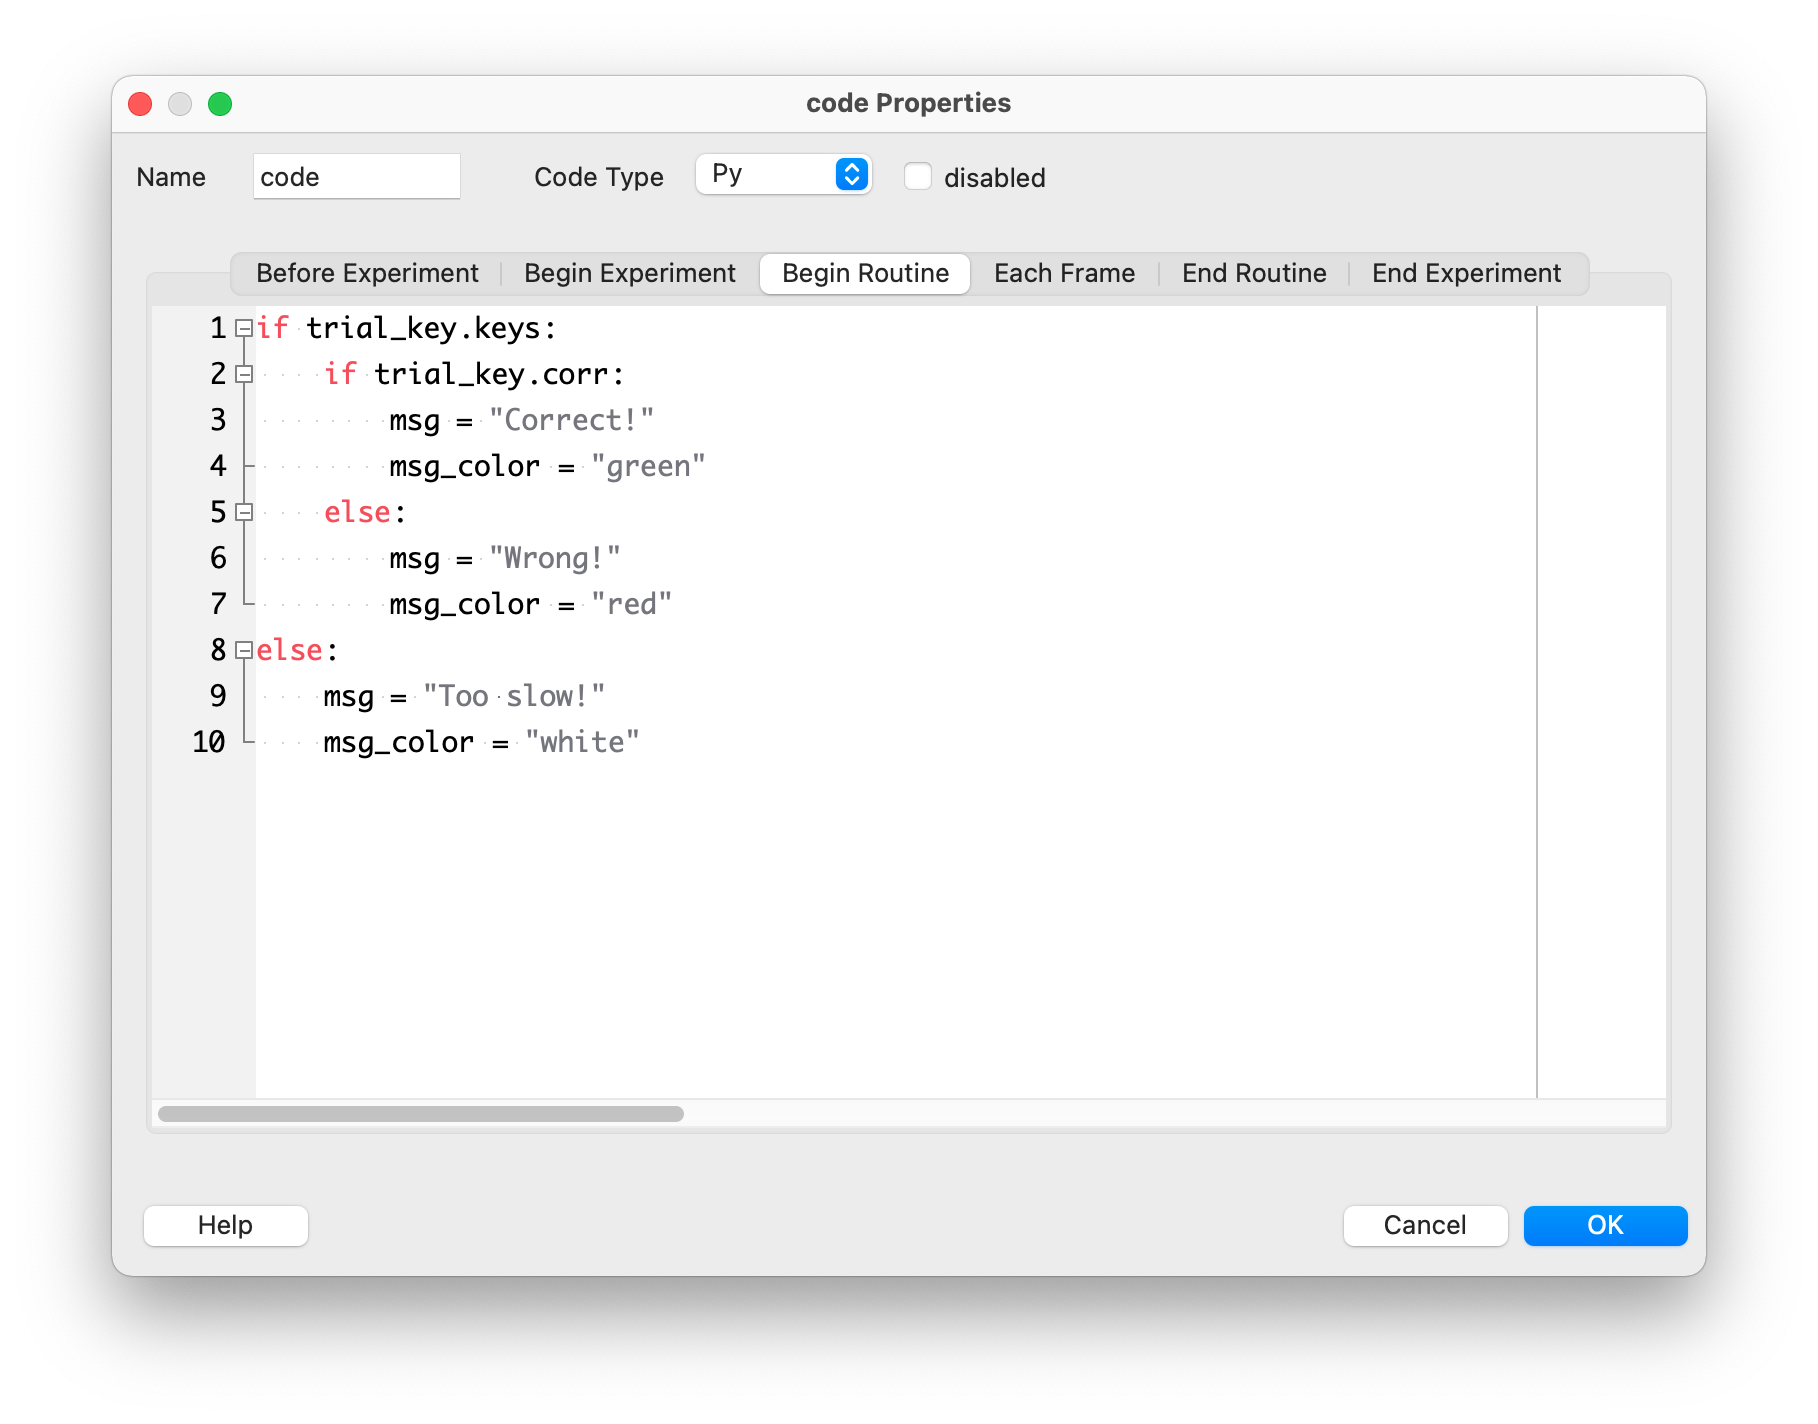 code Properties
Name code Code Type Py disabled
Before Experiment Begin Experiment Begin Routine Each Frame End Routine End Experiment
1 if trial_key.keys:
2     if trial_key.corr:
3         msg = "Correct!"
4         msg_color = "green"
5     else:
6         msg = "Wrong!"
7         msg_color = "red"
8 else:
9     msg = "Too slow!"
10     msg_color = "white"
Help Cancel OK